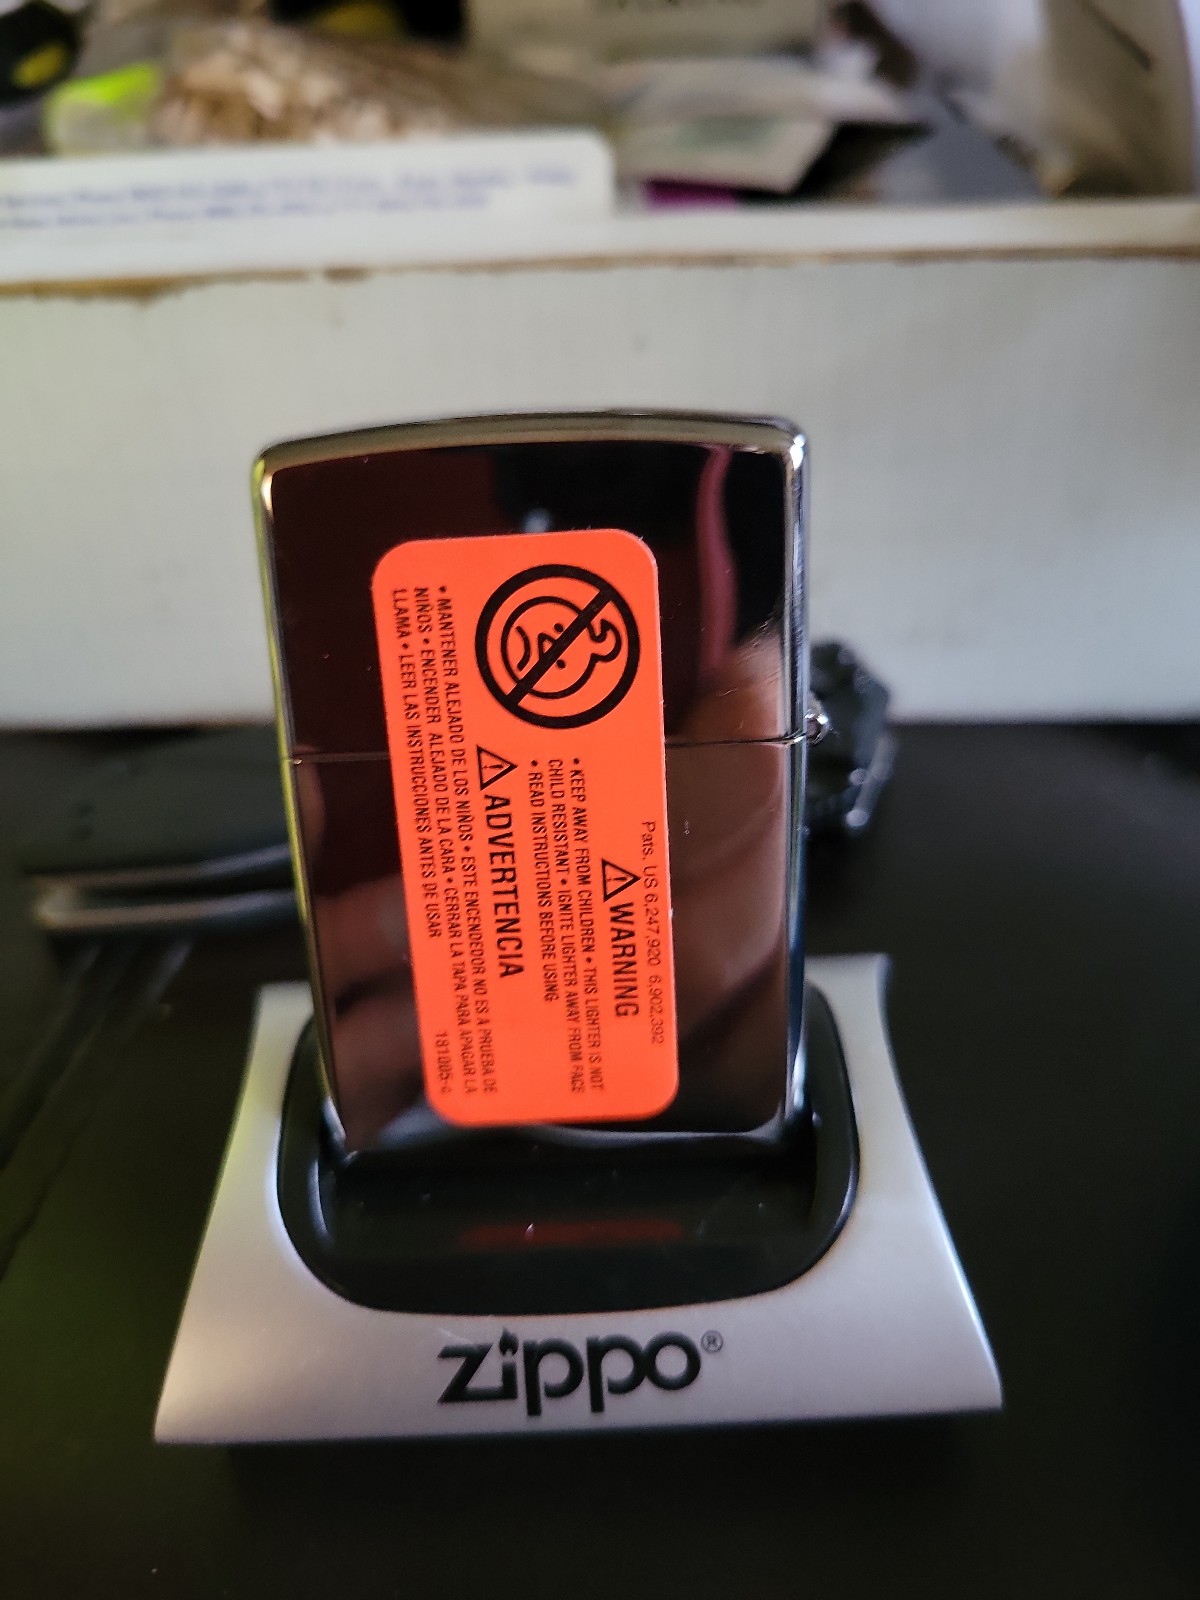 Pats. US 6,247,920 6,902,392
⚠ WARNING
• KEEP AWAY FROM CHILDREN • THIS LIGHTER IS NOT
CHILD RESISTANT • IGNITE LIGHTER AWAY FROM FACE
• READ INSTRUCTIONS BEFORE USING
⚠ ADVERTENCIA
• MANTENER ALEJADO DE LOS NIÑOS • ESTE ENCENDEDOR NO ES A PRUEBA DE
NIÑOS • ENCENDER ALEJADO DE LA CARA • CERRAR LA TAPA PARA APAGAR LA
LLAMA • LEER LAS INSTRUCCIONES ANTES DE USAR
zippo®